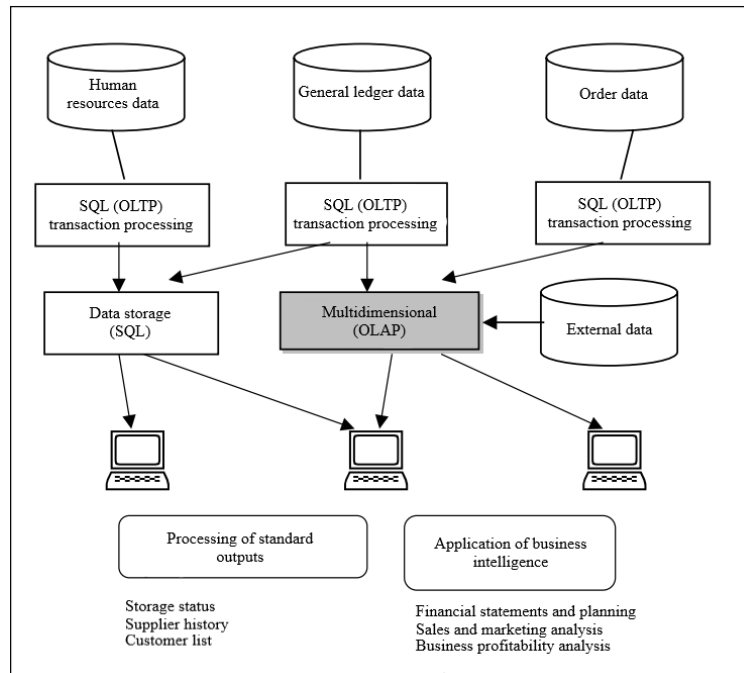 Human
resources data
General ledger data
Order data
SQL (OLTP)
transaction processing
SQL (OLTP)
transaction processing
SQL (OLTP)
transaction processing
Data storage
(SQL)
Multidimensional
(OLAP)
External data
Processing of standard
outputs
Application of business
intelligence
Storage status
Supplier history
Customer list
Financial statements and planning
Sales and marketing analysis
Business profitability analysis